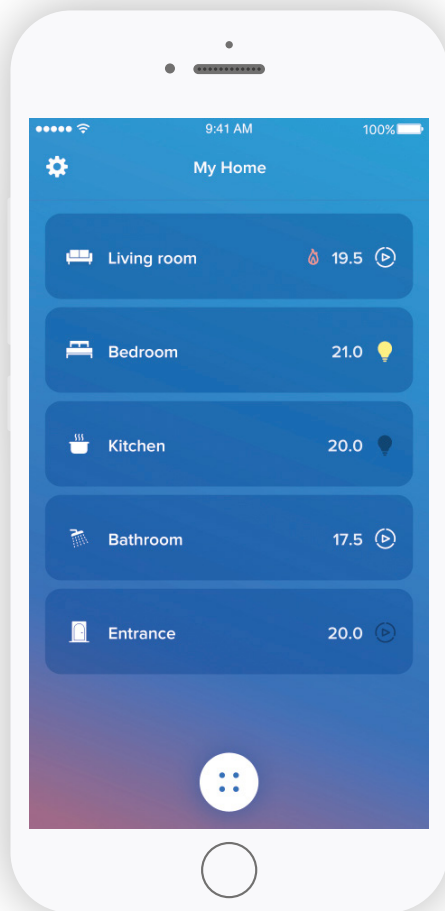 9:41 AM
100%
My Home
Living room 19.5
Bedroom 21.0
Kitchen 20.0
Bathroom 17.5
Entrance 20.0